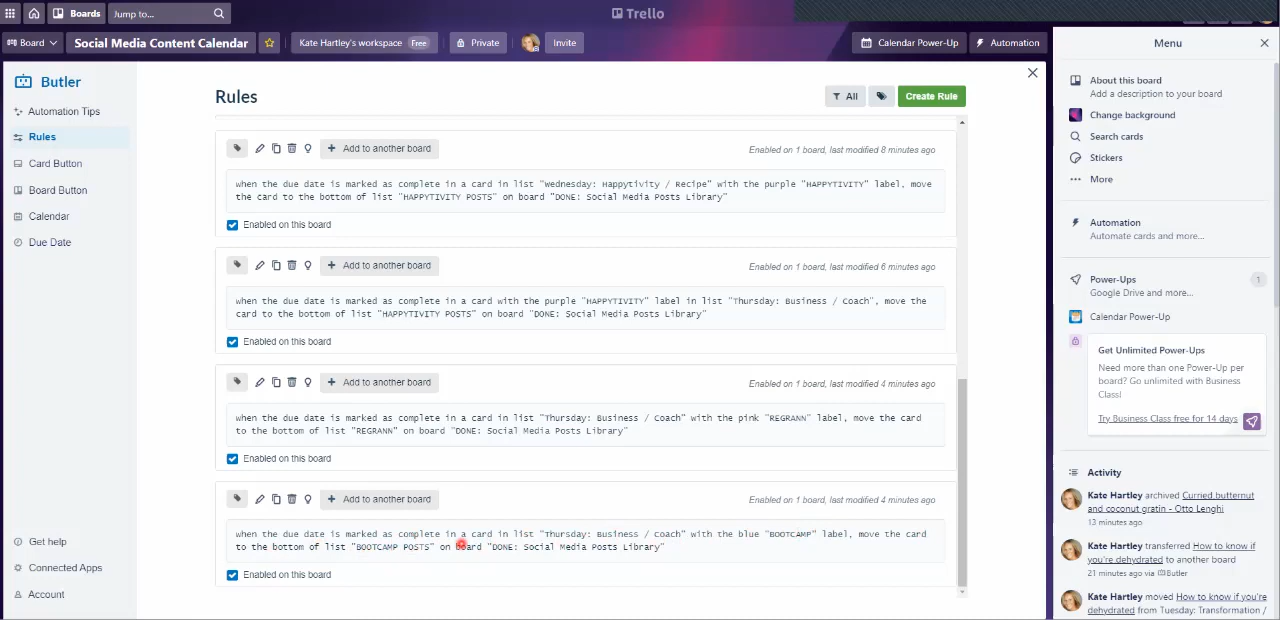 Boards
Jump to...
Trello
Board
Social Media Content Calendar
Kate Hartley's workspace Free
Private
Invite
Calendar Power-Up
Automation
Butler
Automation Tips
Rules
Card Button
Board Button
Calendar
Due Date
Get help
Connected Apps
Account
Rules
All
Create Rule
Add to another board
Enabled on 1 board, last modified 8 minutes ago
when the due date is marked as complete in a card in list "Wednesday: Happytivity / Recipe" with the purple "HAPPYTIVITY" label, move
the card to the bottom of list "HAPPYTIVITY POSTS" on board "DONE: Social Media Posts Library"
Enabled on this board
Add to another board
Enabled on 1 board, last modified 6 minutes ago
when the due date is marked as complete in a card with the purple "HAPPYTIVITY" label in list "Thursday: Business / Coach", move the
card to the bottom of list "HAPPYTIVITY POSTS" on board "DONE: Social Media Posts Library"
Enabled on this board
Add to another board
Enabled on 1 board, last modified 4 minutes ago
when the due date is marked as complete in a card in list "Thursday: Business / Coach" with the pink "REGRANN" label, move the card
to the bottom of list "REGRANN" on board "DONE: Social Media Posts Library"
Enabled on this board
Add to another board
Enabled on 1 board, last modified 4 minutes ago
when the due date is marked as complete in a card in list "Thursday: Business / Coach" with the blue "BOOTCAMP" label, move the card
to the bottom of list "BOOTCAMP POSTS" on board "DONE: Social Media Posts Library"
Enabled on this board
Menu
About this board
Add a description to your board
Change background
Search cards
Stickers
More
Automation
Automate cards and more...
Power-Ups 1
Google Drive and more...
Calendar Power-Up
Get Unlimited Power-Ups
Need more than one Power-Up per
board? Go unlimited with Business
Class!
Try Business Class free for 14 days
Activity
Kate Hartley archived Curried butternut
and coconut gratin - Otto Lenghi
13 minutes ago
Kate Hartley transferred How to know if
you're dehydrated to another board
21 minutes ago via Butler
Kate Hartley moved How to know if you're
dehydrated from Tuesday: Transformation /